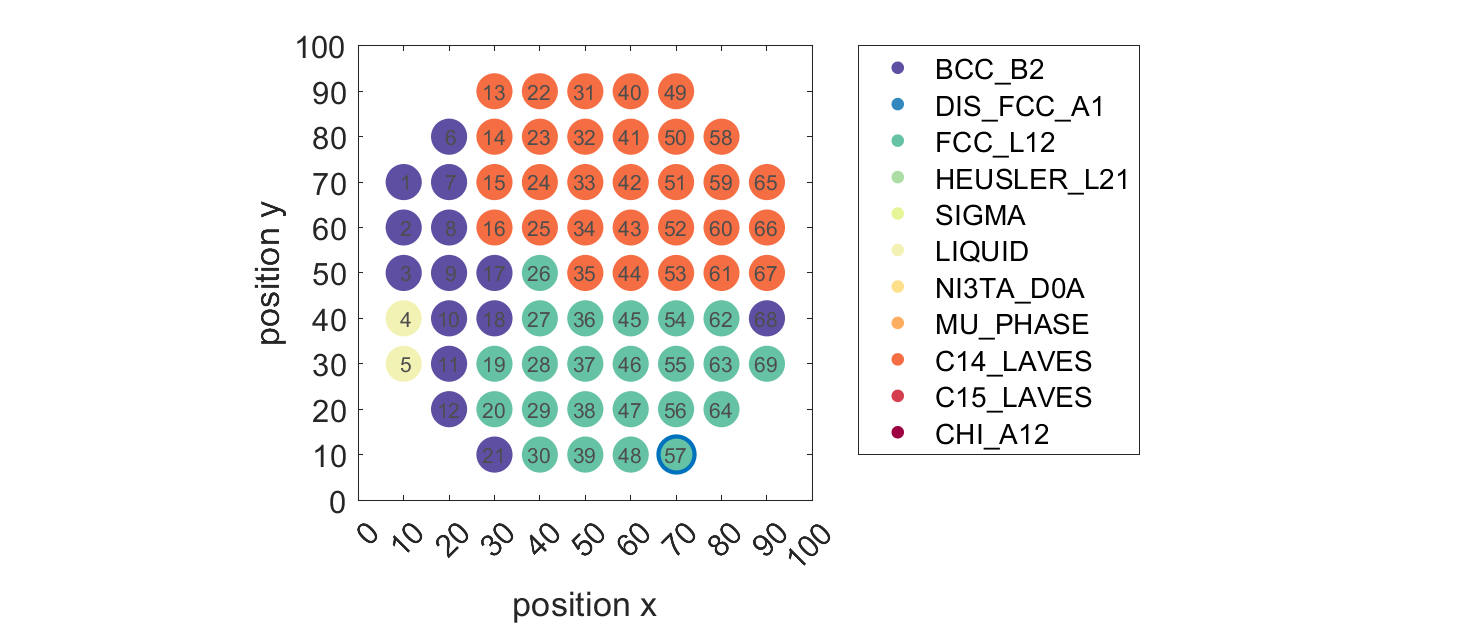 100
90
80
70
60
50
40
30
20
10
0
position y
13 22 31 40 49
6 14 23 32 41 50 58
1 7 15 24 33 42 51 59 65
2 8 16 25 34 43 52 60 66
3 9 17 26 35 44 53 61 67
4 10 18 27 36 45 54 62 68
5 11 19 28 37 46 55 63 69
12 20 29 38 47 56 64
21 30 39 48 57
0 10 20 30 40 50 60 70 80 90 100
position x
BCC_B2
DIS_FCC_A1
FCC_L12
HEUSLER_L21
SIGMA
LIQUID
NI3TA_D0A
MU_PHASE
C14_LAVES
C15_LAVES
CHI_A12